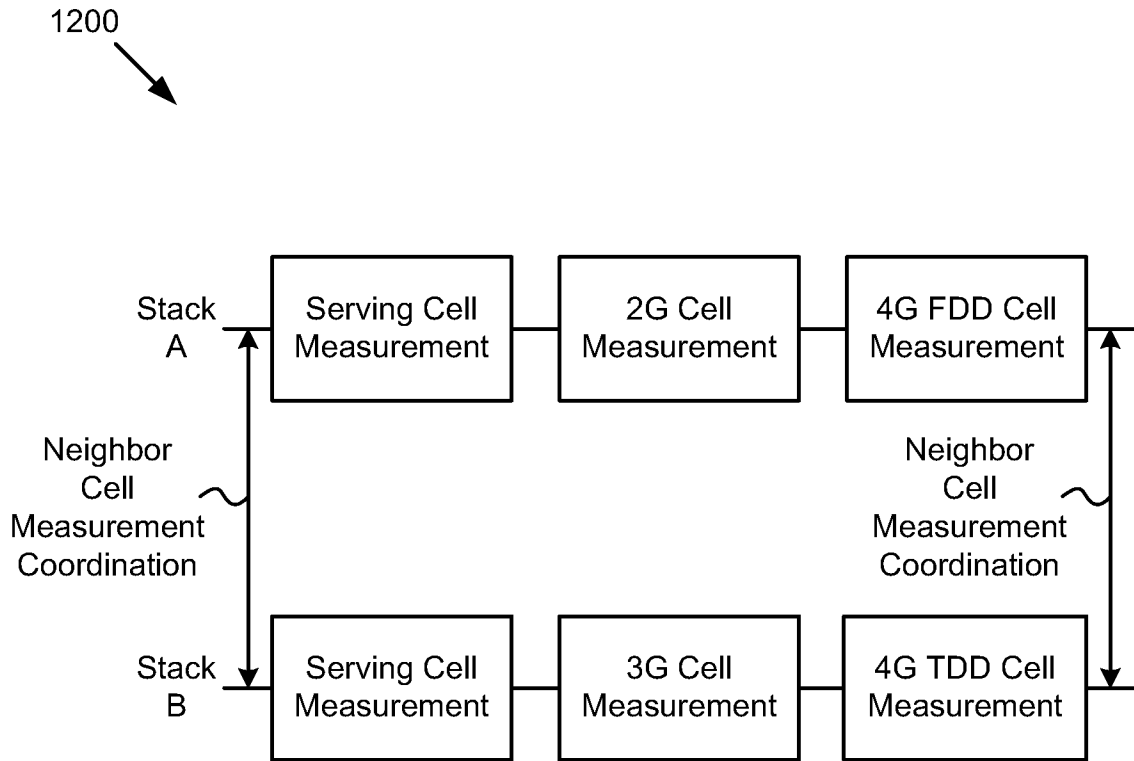 1200
Stack
A
Serving Cell
Measurement
2G Cell
Measurement
4G FDD Cell
Measurement
Neighbor
Cell
Measurement
Coordination
Neighbor
Cell
Measurement
Coordination
Stack
B
Serving Cell
Measurement
3G Cell
Measurement
4G TDD Cell
Measurement